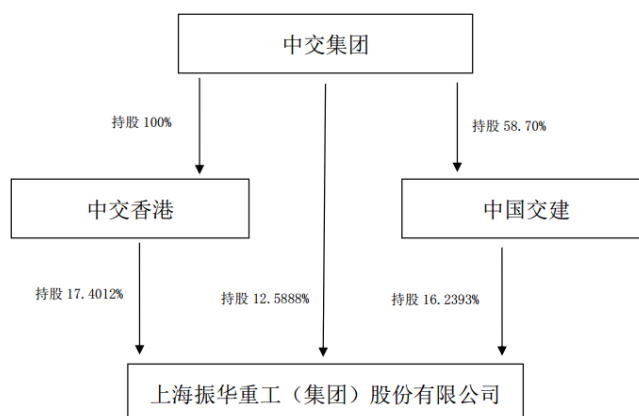 中交集团
持股 100%
持股 58.70%
中交香港
中国交建
持股 17.4012%
持股 12.5888%
持股 16.2393%
上海振华重工（集团）股份有限公司